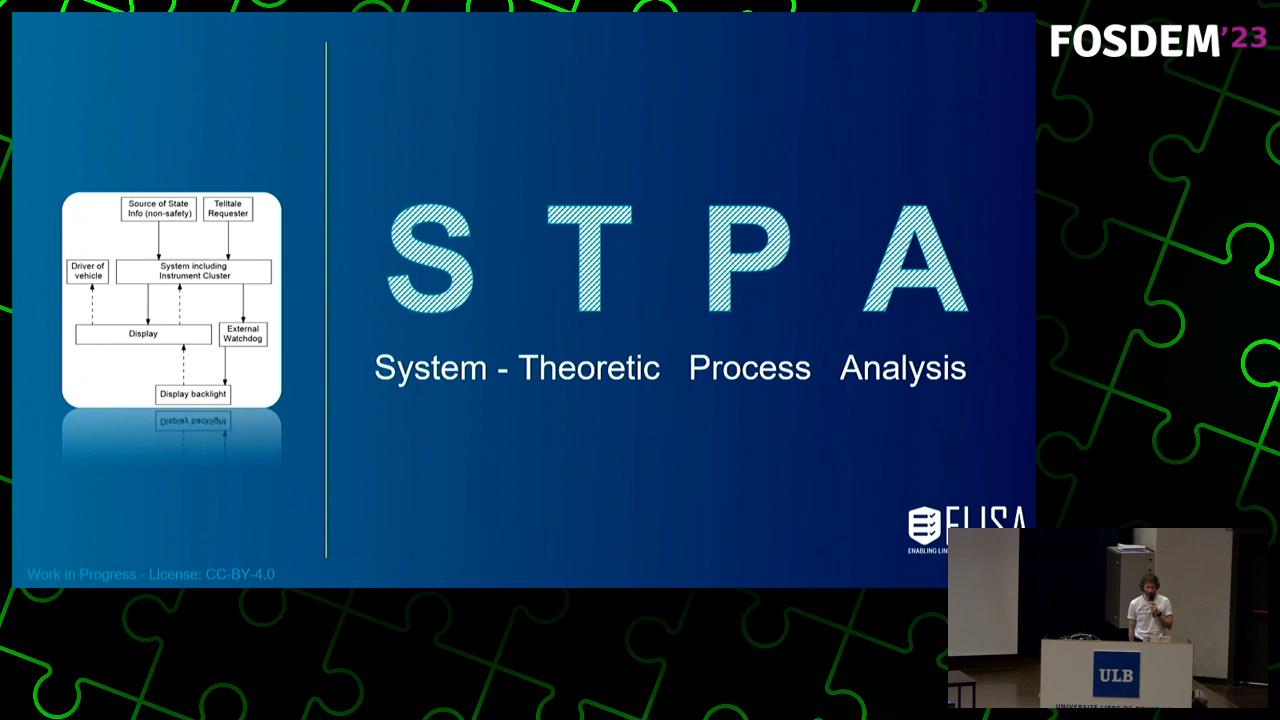 FOSDEM'23
Source of State
Info (non-safety)
Telltale
Requester
Driver of
vehicle
System including
Instrument Cluster
Display
External
Watchdog
Display backlight
S T P A
System - Theoretic Process Analysis
ELISA
ENABLING LIN
Work in Progress - License: CC-BY-4.0
ULB